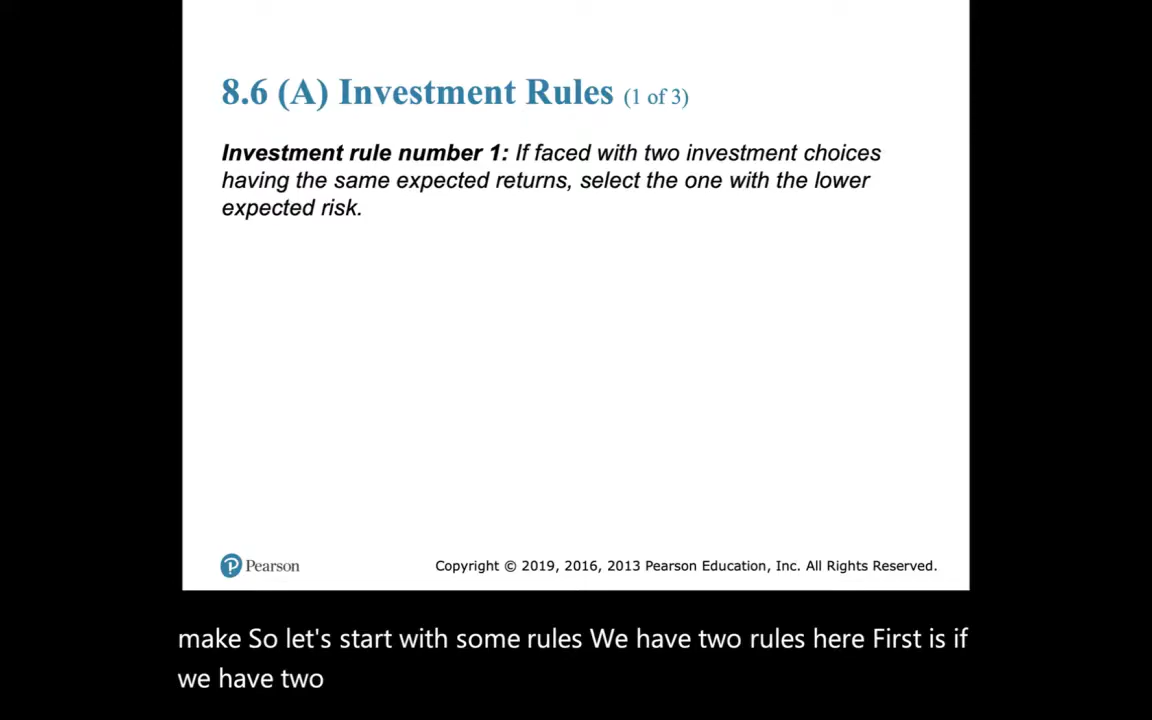 8.6 (A) Investment Rules (1 of 3)
Investment rule number 1: If faced with two investment choices
having the same expected returns, select the one with the lower
expected risk.
Pearson
Copyright © 2019, 2016, 2013 Pearson Education, Inc. All Rights Reserved.
make So let's start with some rules We have two rules here First is if
we have two